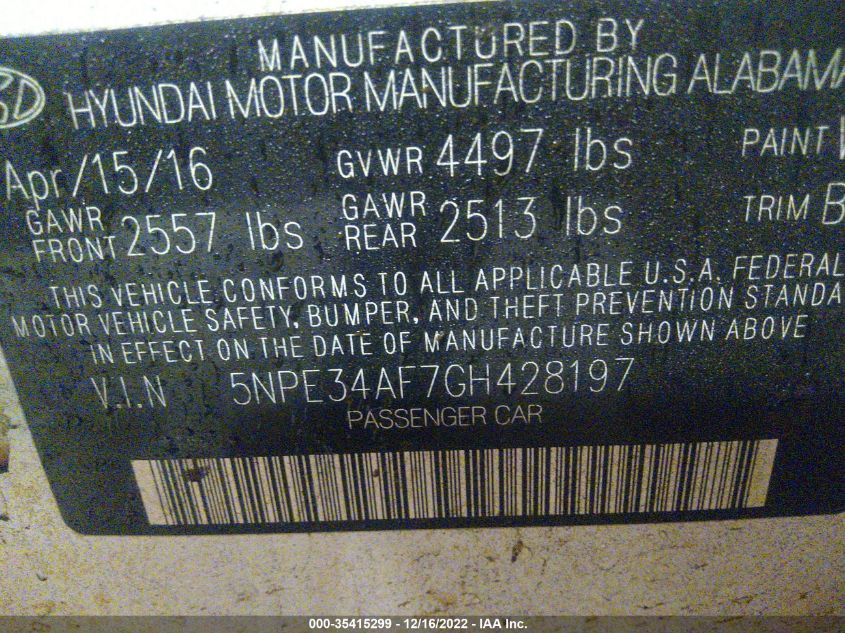 MANUFACTURED BY
HYUNDAI MOTOR MANUFACTURING ALABAMA
Apr/15/16 GVWR 4497 lbs PAINT
GAWR FRONT 2557 lbs GAWR REAR 2513 lbs TRIM B
THIS VEHICLE CONFORMS TO ALL APPLICABLE U.S.A. FEDERAL
MOTOR VEHICLE SAFETY, BUMPER, AND THEFT PREVENTION STANDA
IN EFFECT ON THE DATE OF MANUFACTURE SHOWN ABOVE
V.I.N 5NPE34AF7GH428197
PASSENGER CAR
000-35415299 - 12/16/2022 - IAA Inc.